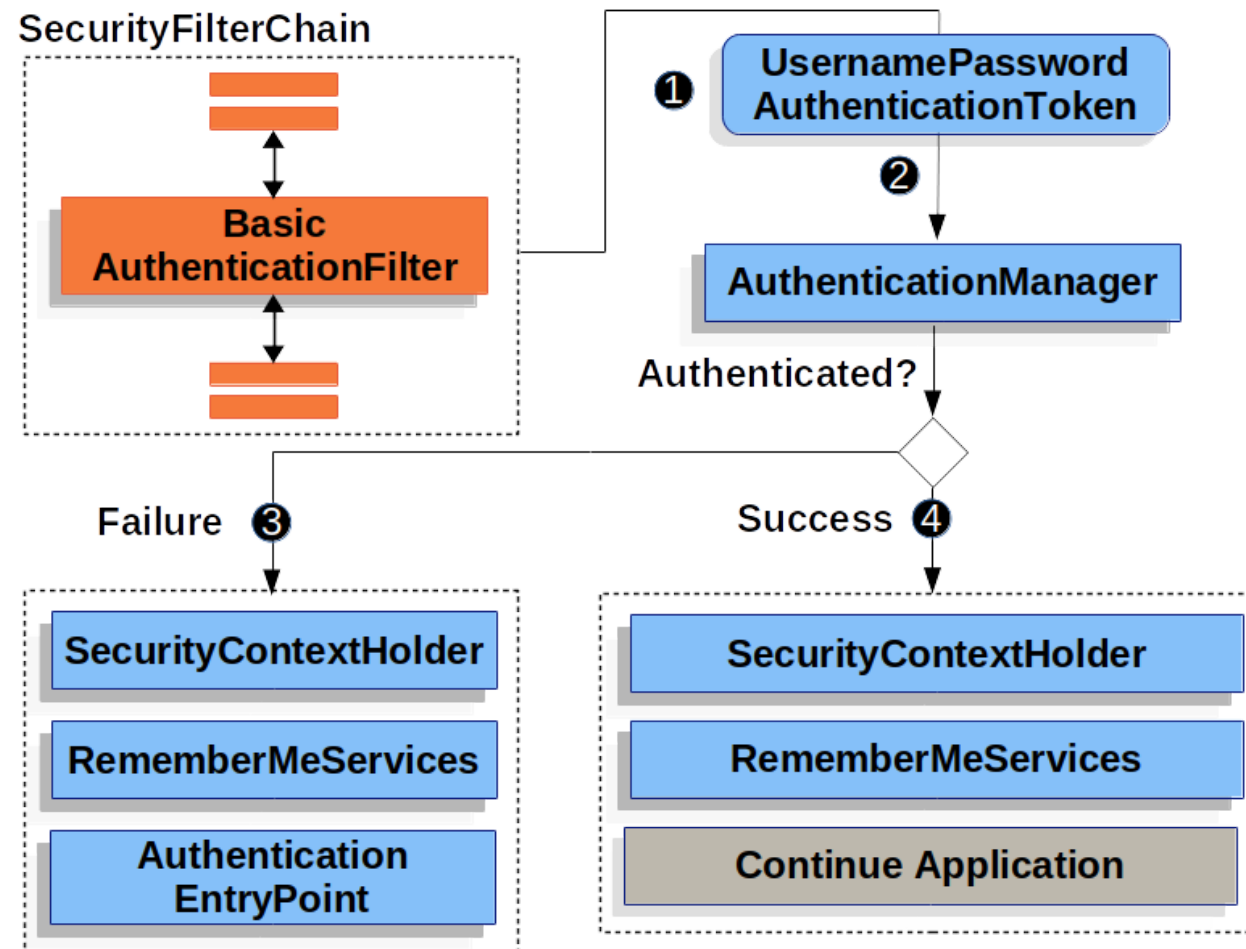 SecurityFilterChain
Basic
AuthenticationFilter
1
UsernamePassword
AuthenticationToken
2
AuthenticationManager
Authenticated?
Failure
3
Success
4
SecurityContextHolder
RememberMeServices
Authentication
EntryPoint
SecurityContextHolder
RememberMeServices
Continue Application